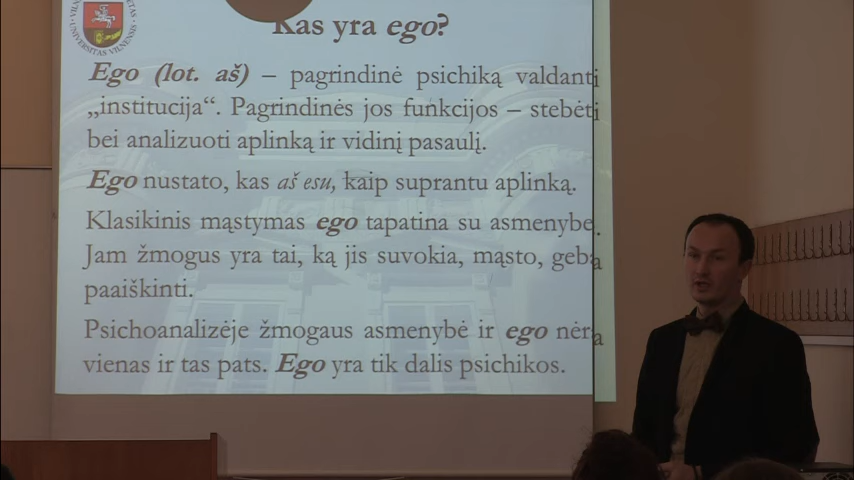 UNIVERSITAS VILNENSIS
Kas yra ego?
Ego (lot. aš) – pagrindinė psichiką valdanti
„institucija“. Pagrindinės jos funkcijos – stebėti
bei analizuoti aplinką ir vidinį pasaulį.
Ego nustato, kas aš esu, kaip suprantu aplinką.
Klasikinis mąstymas ego tapatina su asmenybe.
Jam žmogus yra tai, ką jis suvokia, mąsto, geba
paaiškinti.
Psichoanalizėje žmogaus asmenybė ir ego nėra
vienas ir tas pats. Ego yra tik dalis psichikos.